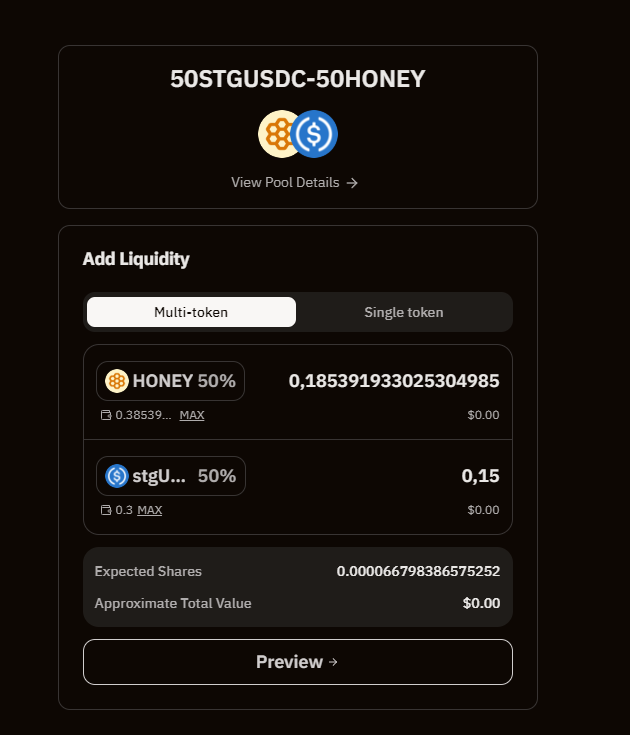 50STGUSDC-50HONEY
View Pool Details →
Add Liquidity
Multi-token Single token
HONEY 50% 0,185391933025304985
0.38539... MAX $0.00
stgU... 50% 0,15
0.3 MAX $0.00
Expected Shares 0.000066798386575252
Approximate Total Value $0.00
Preview →